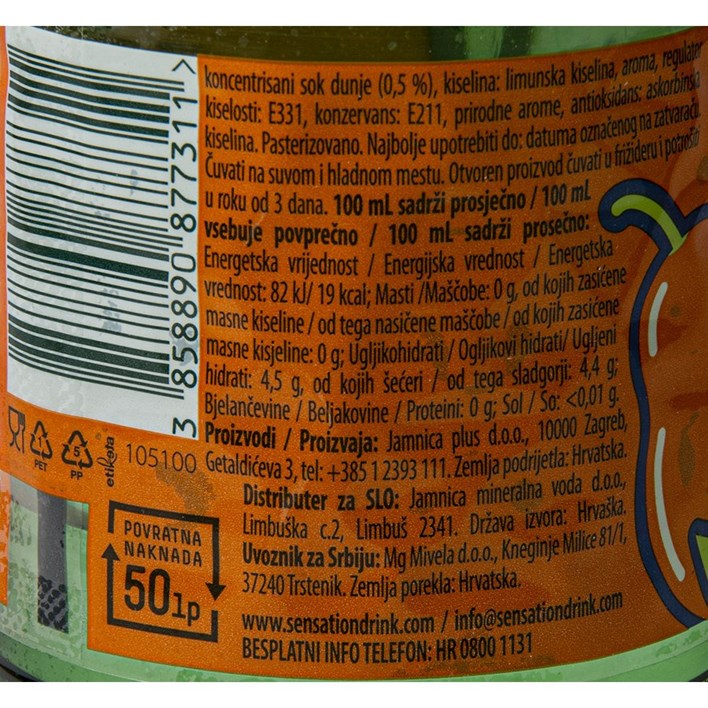 koncentrisani sok dunje (0,5 %), kiselina: limunska kiselina, aroma, regulator
kiselosti: E331, konzervans: E211, prirodne arome, antioksidans: askorbinska
kiselina. Pasterizovano. Najbolje upotrebiti do: datuma označenog na zatvaraču.
Čuvati na suvom i hladnom mestu. Otvoren proizvod čuvati u frižideru i potrošiti
u roku od 3 dana. 100 mL sadrži prosječno / 100 mL
vsebuje povprečno / 100 mL sadrži prosečno:
Energetska vrijednost / Energijska vrednost / Energetska
vrednost: 82 kJ/ 19 kcal; Masti /Maščobe: 0 g, od kojih zasićene
masne kiseline / od tega nasičene maščobe / od kojih zasićene
masne kisjeline: 0 g; Ugljikohidrati / Ogljikovi hidrati/ Ugljeni
hidrati: 4,5 g, od kojih šećeri / od tega sladgorji: 4,4 g;
Bjelančevine / Beljakovine / Proteini: 0 g; Sol / So: <0,01 g.
Proizvodi / Proizvaja: Jamnica plus d.o.o., 10000 Zagreb,
Getaldićeva 3, tel: +385 1 2393 111. Zemlja podrijetla: Hrvatska.
Distributer za SLO: Jamnica mineralna voda d.o.o.,
Limbuška c.2, Limbuš 2341. Država izvora: Hrvaška.
Uvoznik za Srbiju: Mg Mivela d.o.o., Kneginje Milice 81/1,
37240 Trstenik. Zemlja porekla: Hrvatska.
www.sensationdrink.com / info@sensationdrink.com
BESPLATNI INFO TELEFON: HR 0800 1131
3 858890 877311 >
1
PET
5
PP
etiketa
105100
POVRATNA
NAKNADA
50 lp